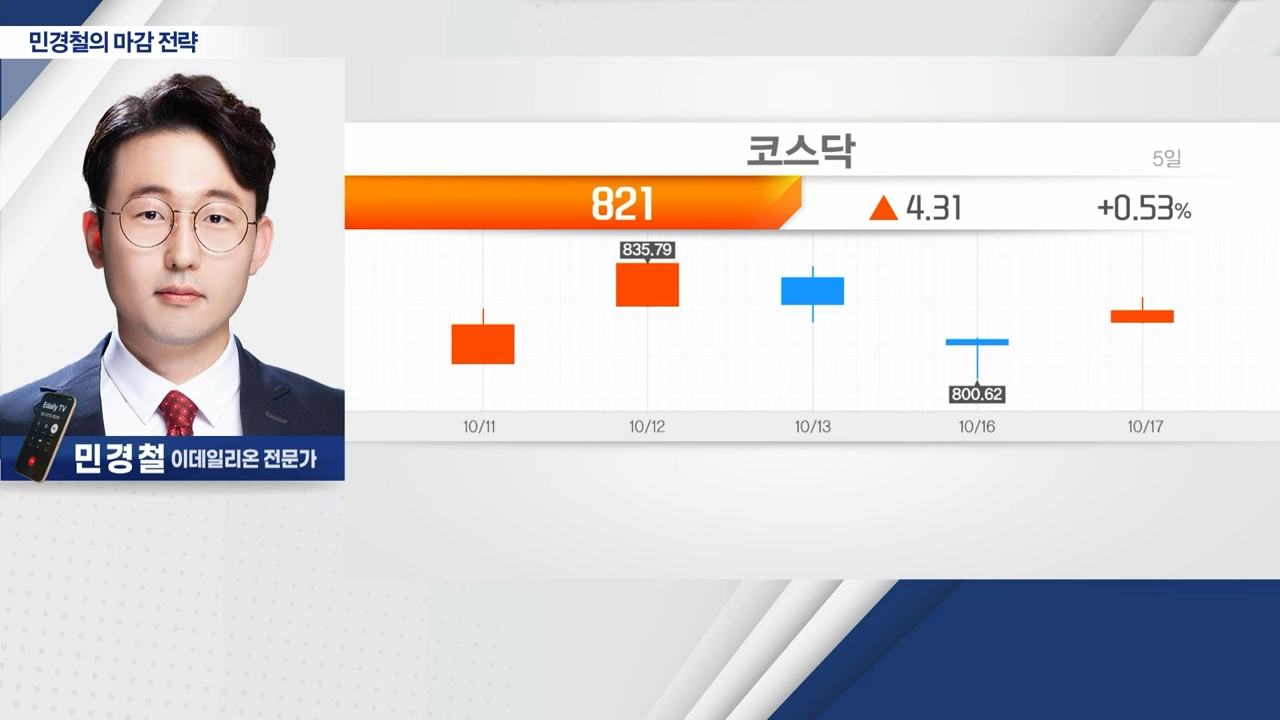 민경철의 마감 전략
코스닥
5일
821
▲ 4.31
+0.53%
835.79
800.62
10/11
10/12
10/13
10/16
10/17
Edaily TV
민경철 이데일리온 전문가